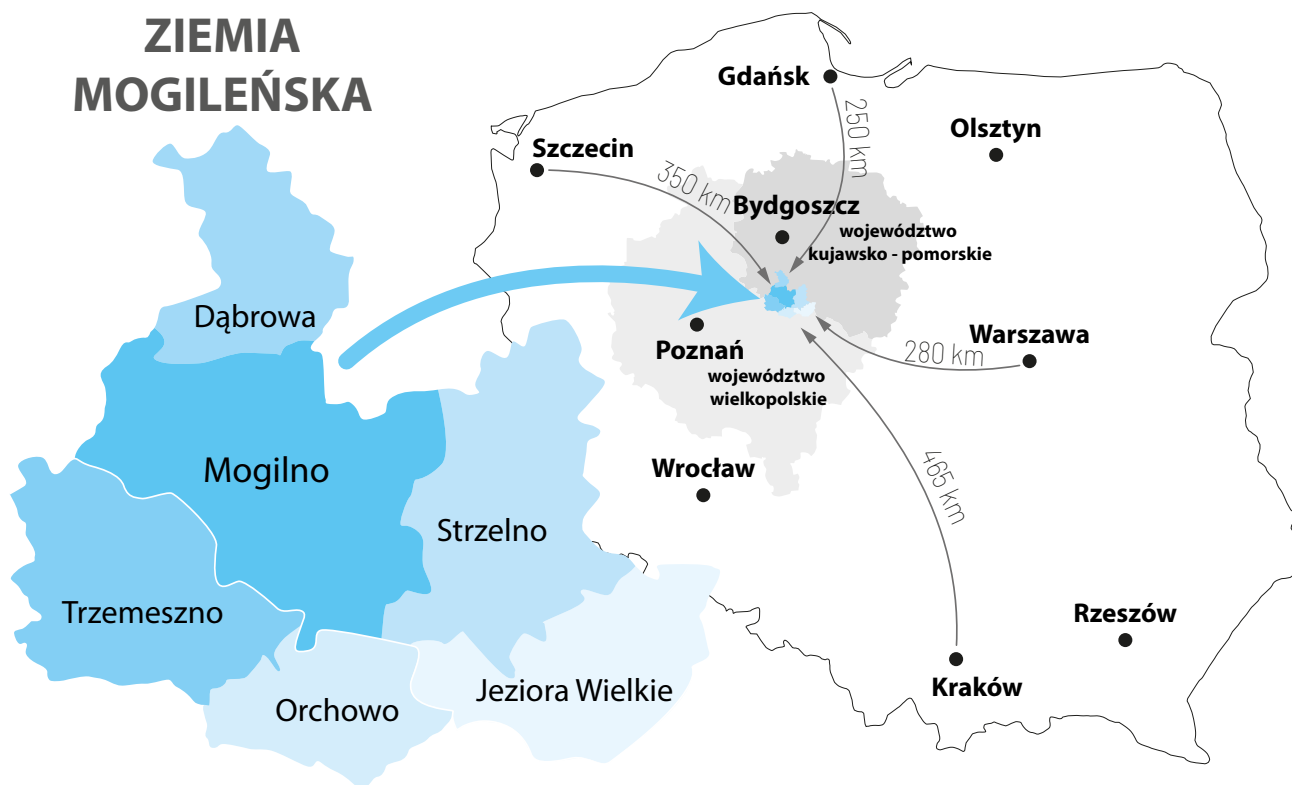 ZIEMIA
MOGILEŃSKA
Dąbrowa
Mogilno
Strzelno
Trzemeszno
Orchowo
Jeziora Wielkie
Gdańsk
250 km
Olsztyn
Szczecin
350 km
Bydgoszcz
województwo
kujawsko - pomorskie
Poznań
województwo
wielkopolskie
Warszawa
280 km
Wrocław
465 km
Rzeszów
Kraków